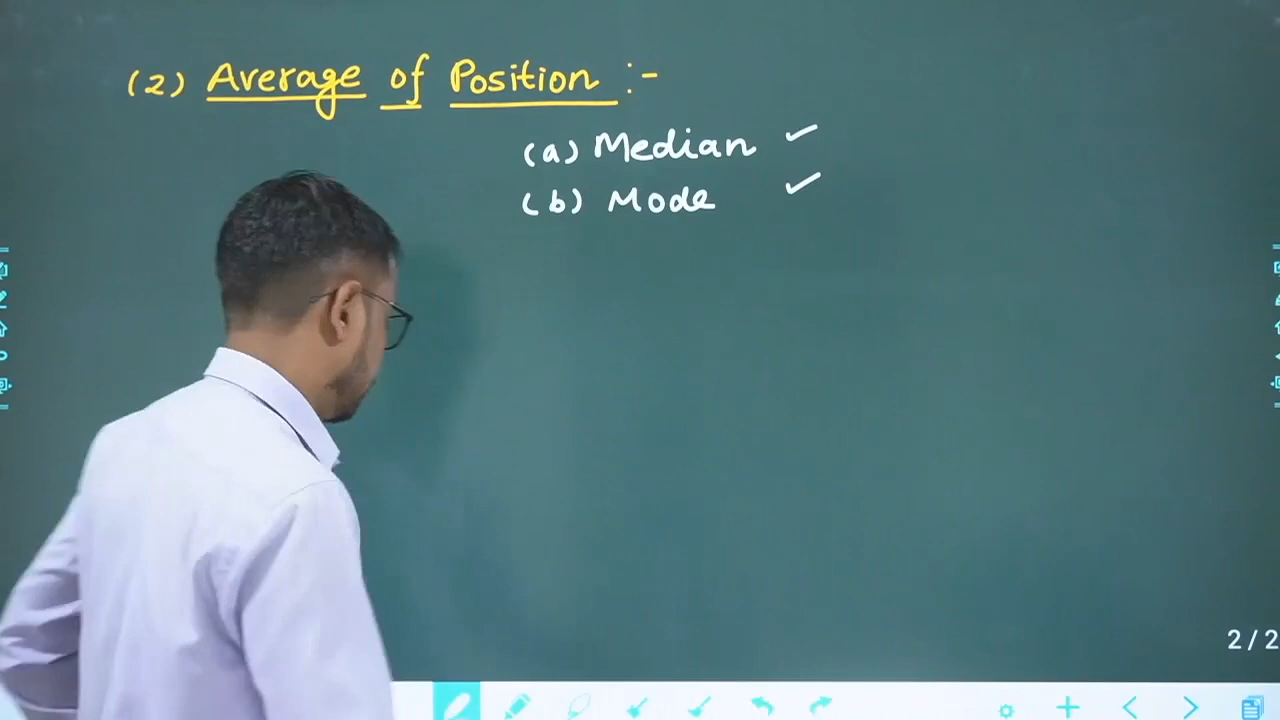 (2) Average of Position :-
(a) Median ✓
(b) Mode ✓
2/2